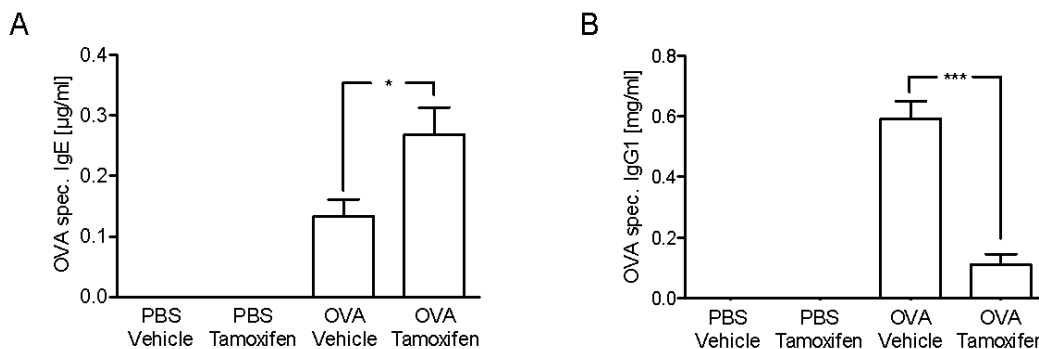 A
OVA spec. IgE [µg/ml]
0.4
0.3
0.2
0.1
0.0
*
PBS Vehicle
PBS Tamoxifen
OVA Vehicle
OVA Tamoxifen
B
OVA spec. IgG1 [mg/ml]
0.8
0.6
0.4
0.2
0.0
***
PBS Vehicle
PBS Tamoxifen
OVA Vehicle
OVA Tamoxifen